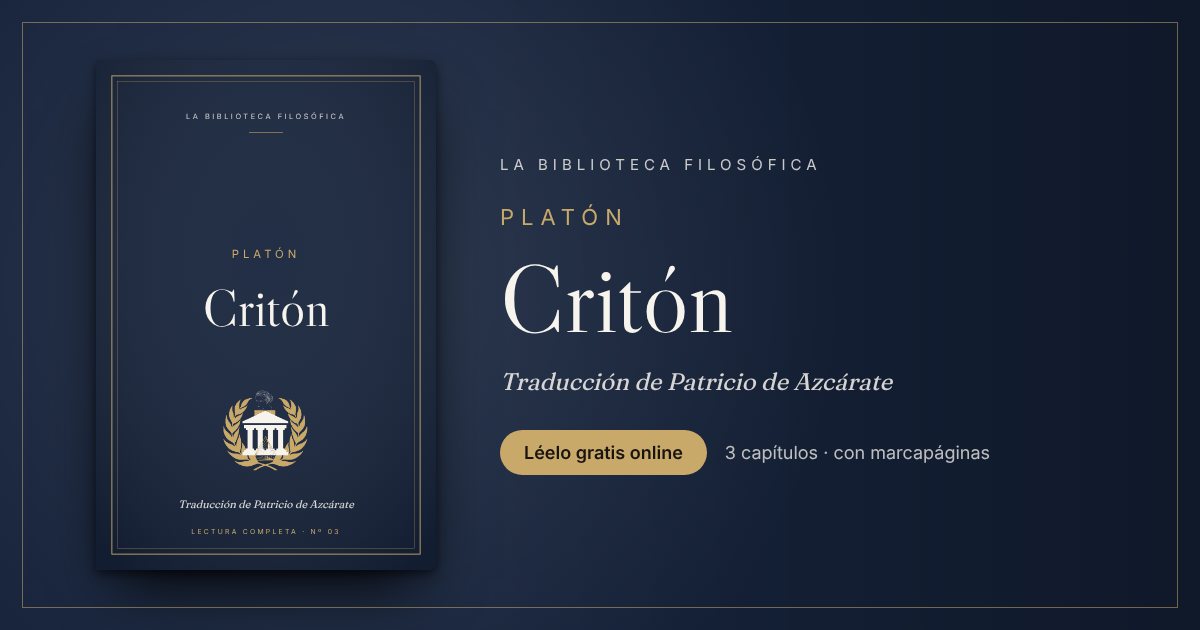 LA BIBLIOTECA FILOSÓFICA
PLATÓN
Critón
Traducción de Patricio de Azcárate
LECTURA COMPLETA · Nº 03
LA BIBLIOTECA FILOSÓFICA
PLATÓN
Critón
Traducción de Patricio de Azcárate
Léelo gratis online
3 capítulos · con marcapáginas